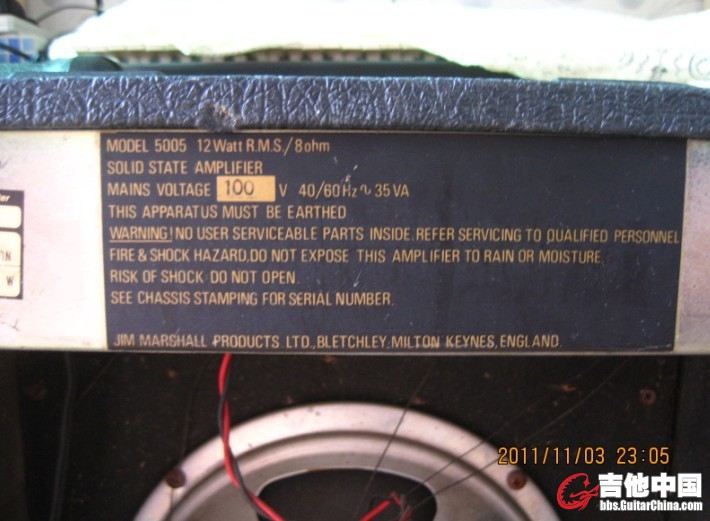 MODEL 5005 12Watt R.M.S./8ohm
SOLID STATE AMPLIFIER
MAINS VOLTAGE 100 V 40/60Hz ~ 35VA
THIS APPARATUS MUST BE EARTHED
WARNING! NO USER SERVICEABLE PARTS INSIDE. REFER SERVICING TO QUALIFIED PERSONNEL
FIRE & SHOCK HAZARD. DO NOT EXPOSE THIS AMPLIFIER TO RAIN OR MOISTURE.
RISK OF SHOCK DO NOT OPEN.
SEE CHASSIS STAMPING FOR SERIAL NUMBER.
JIM MARSHALL PRODUCTS LTD., BLETCHLEY. MILTON KEYNES, ENGLAND.
W
2011/11/03 23:05
吉他中国
bbs.GuitarChina.com